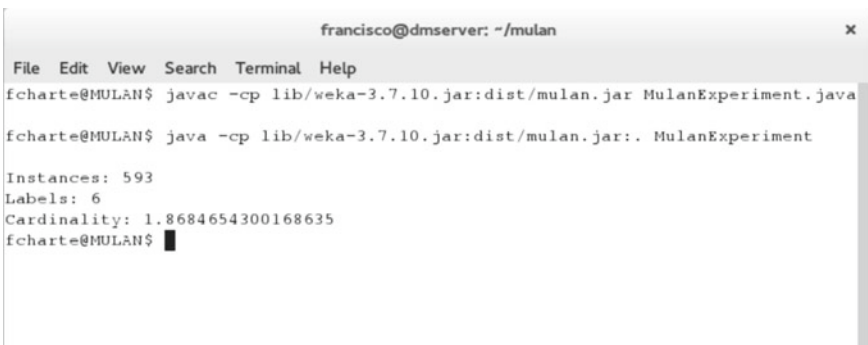 francisco@dmserver: ~/mulan ×
File Edit View Search Terminal Help
fcharte@MULAN$ javac -cp lib/weka-3.7.10.jar:dist/mulan.jar MulanExperiment.java
fcharte@MULAN$ java -cp lib/weka-3.7.10.jar:dist/mulan.jar:. MulanExperiment
Instances: 593
Labels: 6
Cardinality: 1.8684654300168635
fcharte@MULAN$